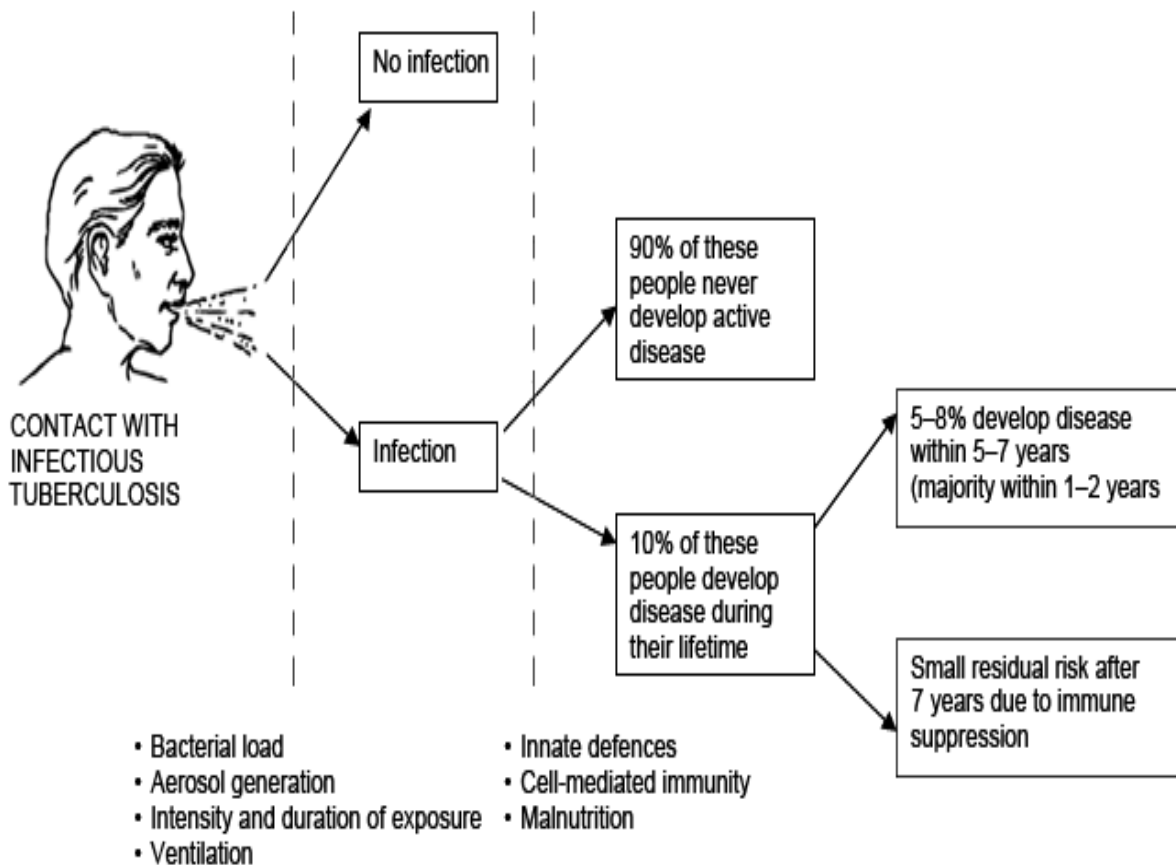 No infection
CONTACT WITH
INFECTIOUS
TUBERCULOSIS
Infection
90% of these
people never
develop active
disease
10% of these
people develop
disease during
their lifetime
5–8% develop disease
within 5–7 years
(majority within 1–2 years
Small residual risk after
7 years due to immune
suppression
• Bacterial load
• Aerosol generation
• Intensity and duration of exposure
• Ventilation
• Innate defences
• Cell-mediated immunity
• Malnutrition